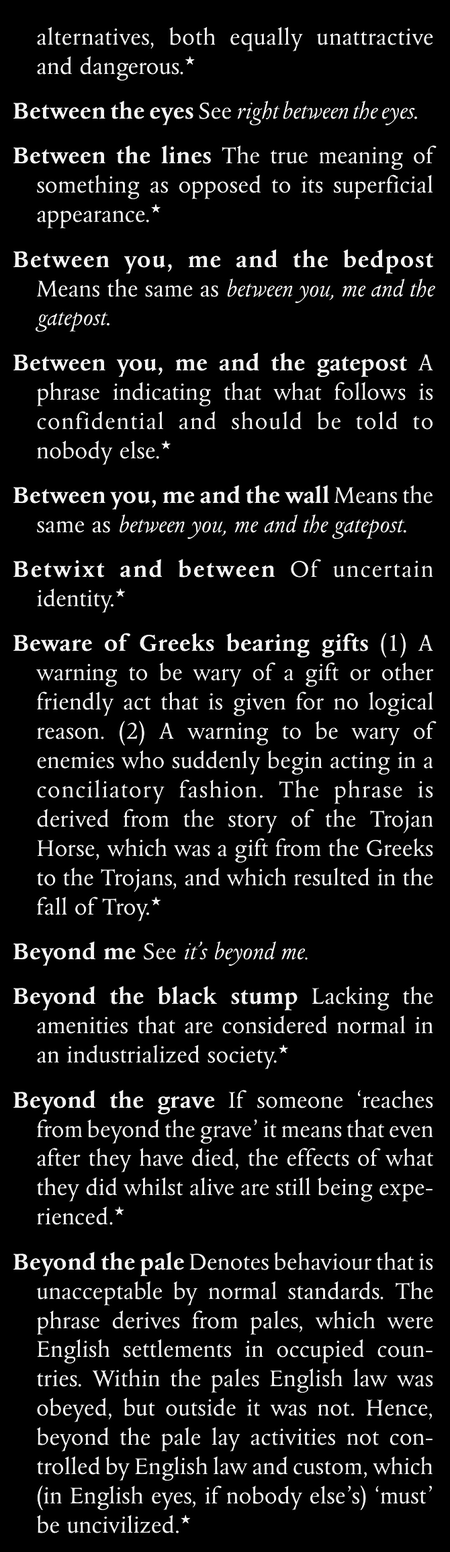 alternatives, both equally unattractive
and dangerous.★
Between the eyes See right between the eyes.
Between the lines The true meaning of
something as opposed to its superficial
appearance.★
Between you, me and the bedpost
Means the same as between you, me and the
gatepost.
Between you, me and the gatepost A
phrase indicating that what follows is
confidential and should be told to
nobody else.★
Between you, me and the wall Means the
same as between you, me and the gatepost.
Betwixt and between Of uncertain
identity.★
Beware of Greeks bearing gifts (1) A
warning to be wary of a gift or other
friendly act that is given for no logical
reason. (2) A warning to be wary of
enemies who suddenly begin acting in a
conciliatory fashion. The phrase is
derived from the story of the Trojan
Horse, which was a gift from the Greeks
to the Trojans, and which resulted in the
fall of Troy.★
Beyond me See it's beyond me.
Beyond the black stump Lacking the
amenities that are considered normal in
an industrialized society.★
Beyond the grave If someone ‘reaches
from beyond the grave’ it means that even
after they have died, the effects of what
they did whilst alive are still being expe-
rienced.★
Beyond the pale Denotes behaviour that is
unacceptable by normal standards. The
phrase derives from pales, which were
English settlements in occupied coun-
tries. Within the pales English law was
obeyed, but outside it was not. Hence,
beyond the pale lay activities not con-
trolled by English law and custom, which
(in English eyes, if nobody else’s) ‘must’
be uncivilized.★